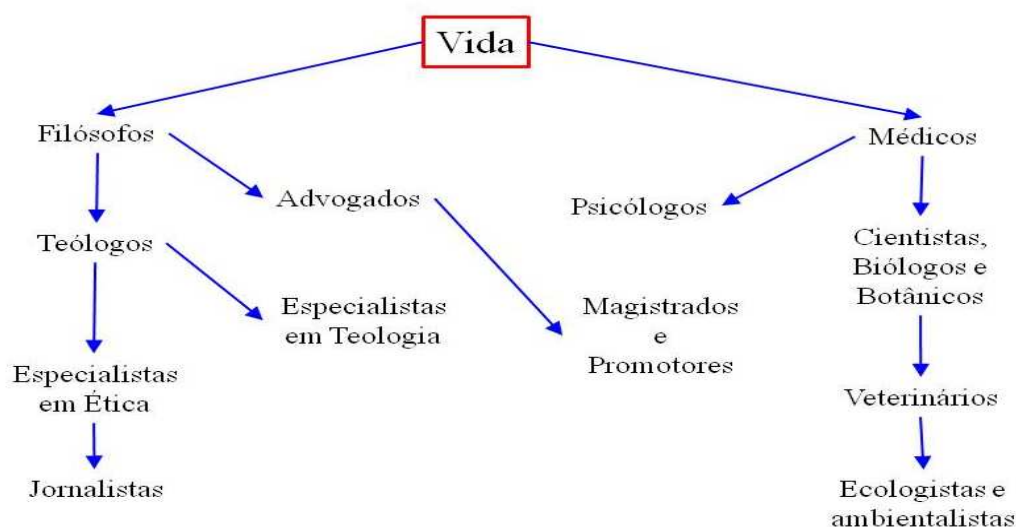 Vida
Filósofos
Médicos
Advogados
Psicólogos
Teólogos
Cientistas,
Biólogos e
Botânicos
Especialistas
em Teologia
Magistrados
e
Promotores
Especialistas
em Ética
Veterinários
Jornalistas
Ecologistas e
ambientalistas